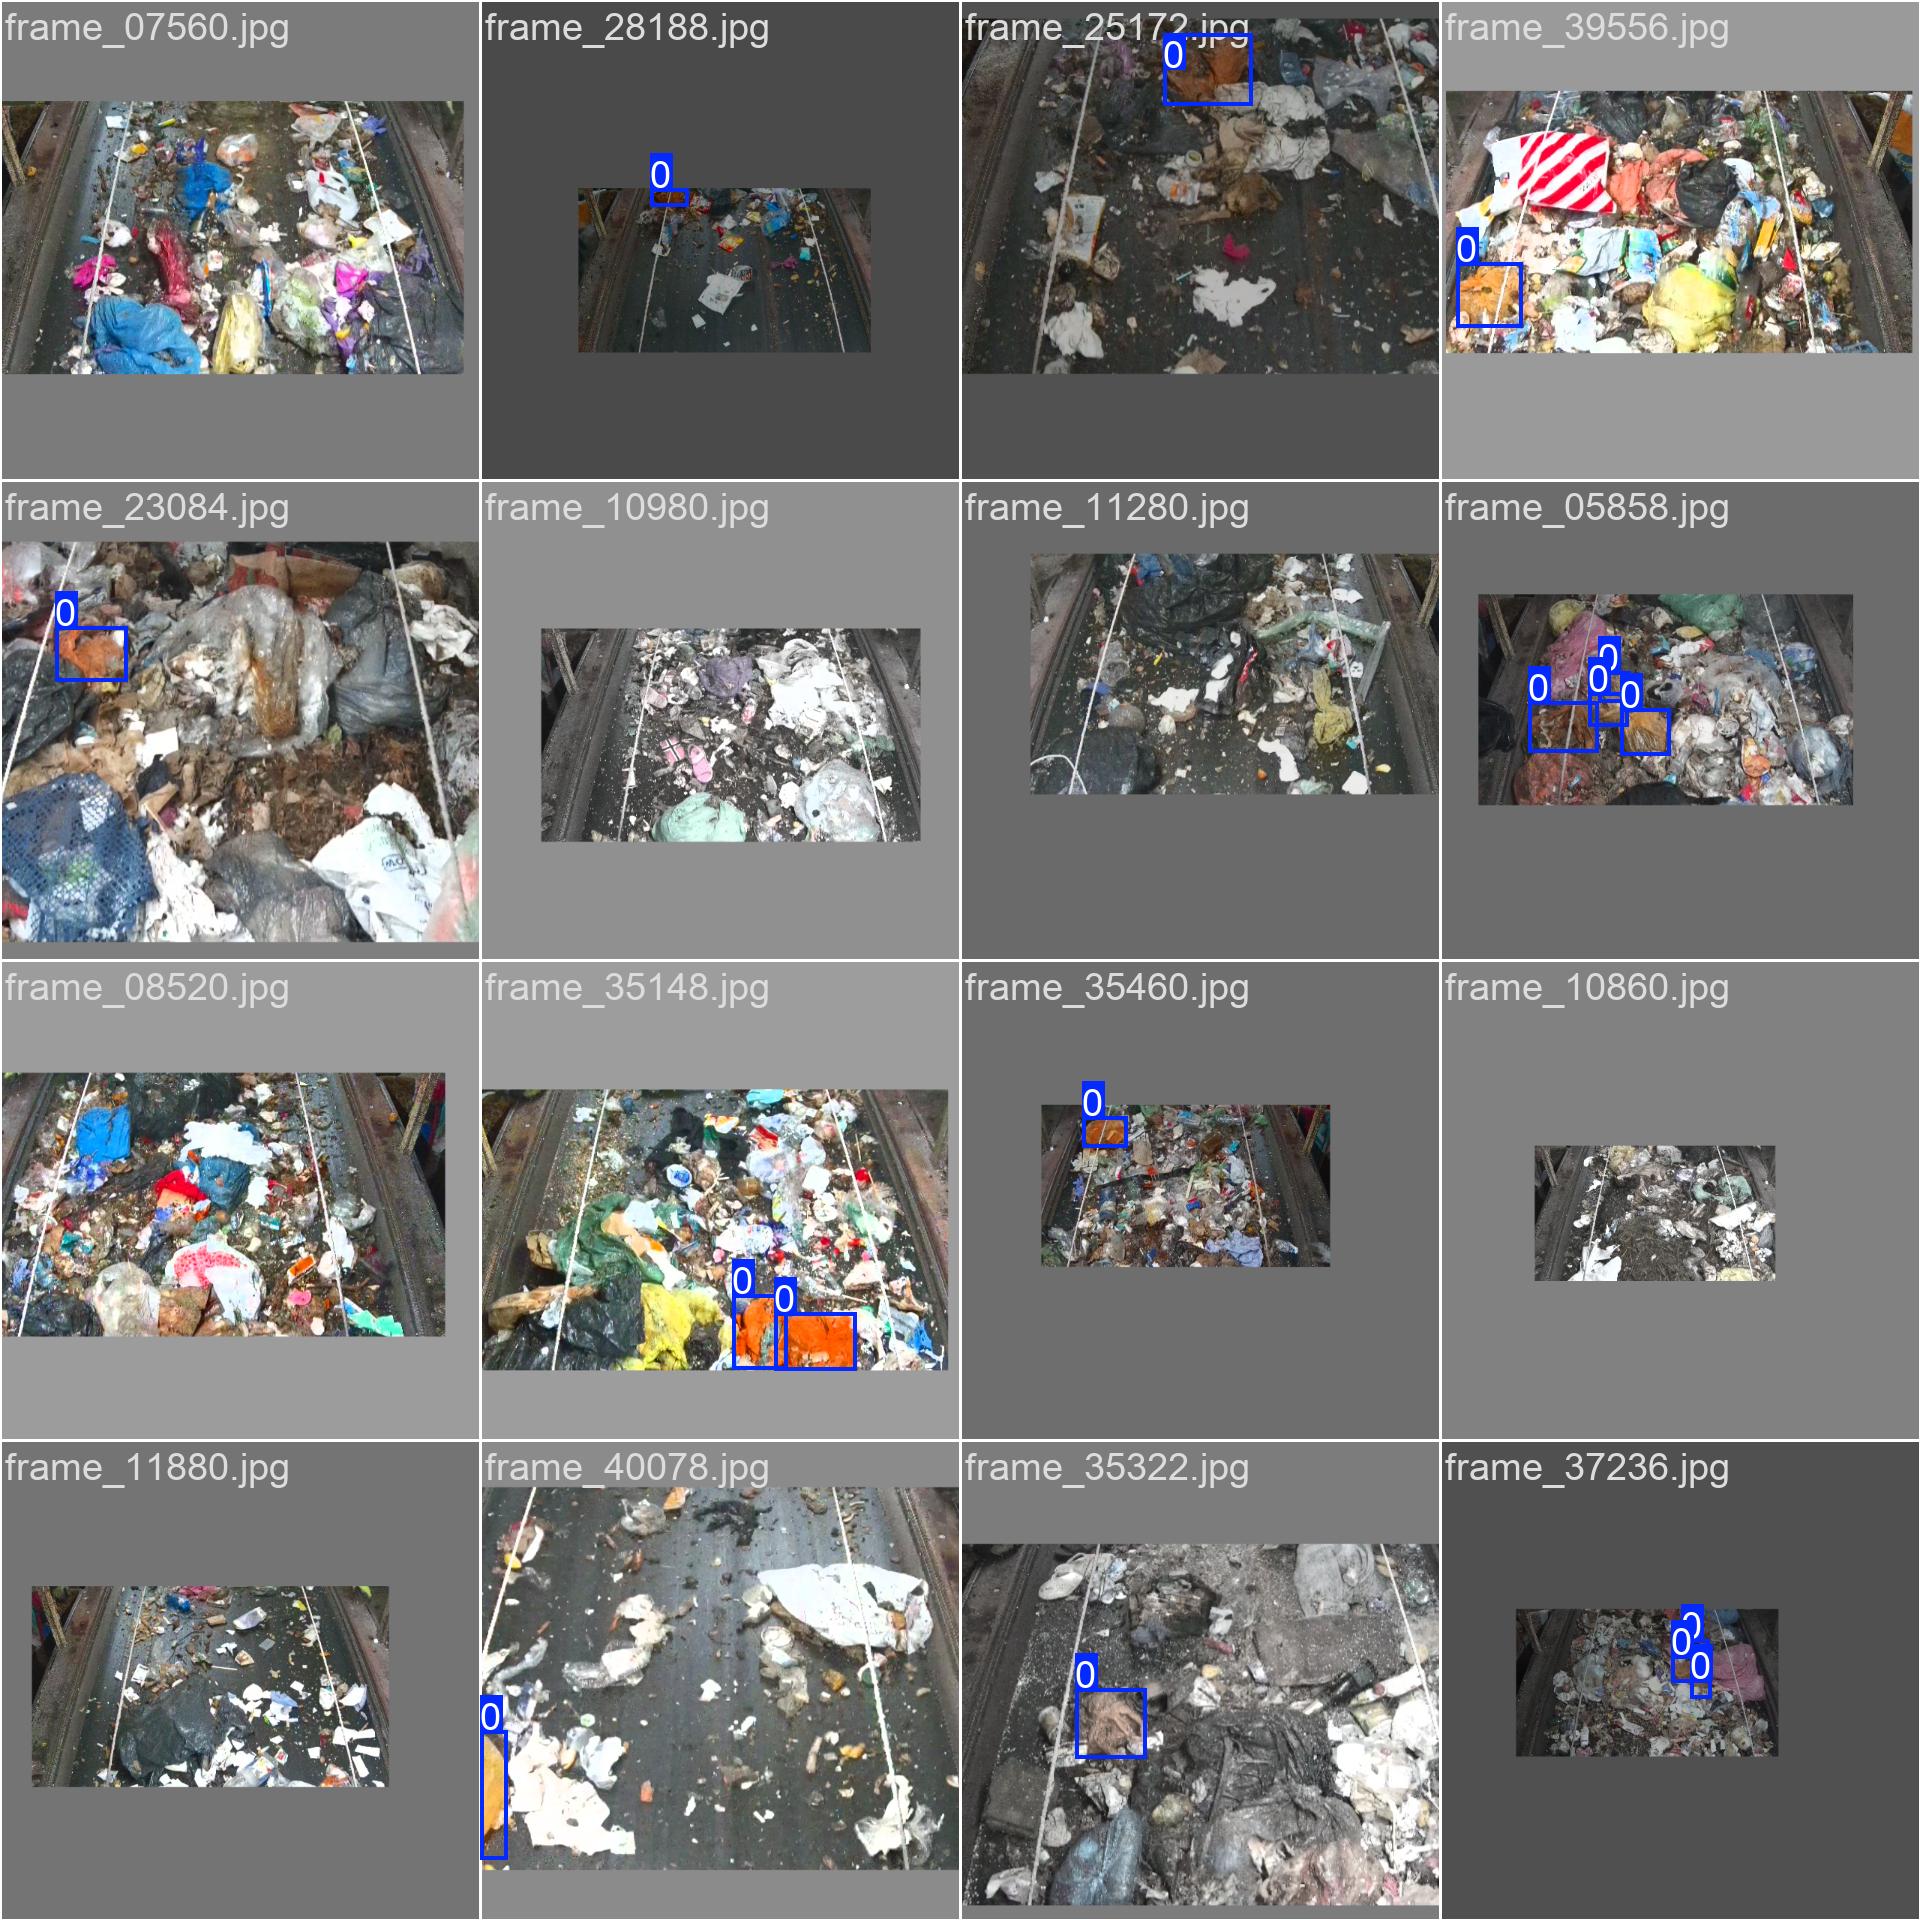 frame_07560.jpg
frame_28188.jpg
frame_25172.jpg
frame_39556.jpg
0
0
0
0
frame_23084.jpg
frame_10980.jpg
frame_11280.jpg
frame_05858.jpg
0
0
0
0
0
frame_08520.jpg
frame_35148.jpg
frame_35460.jpg
frame_10860.jpg
0
0
0
frame_11880.jpg
frame_40078.jpg
frame_35322.jpg
frame_37236.jpg
0
0
0
0
0